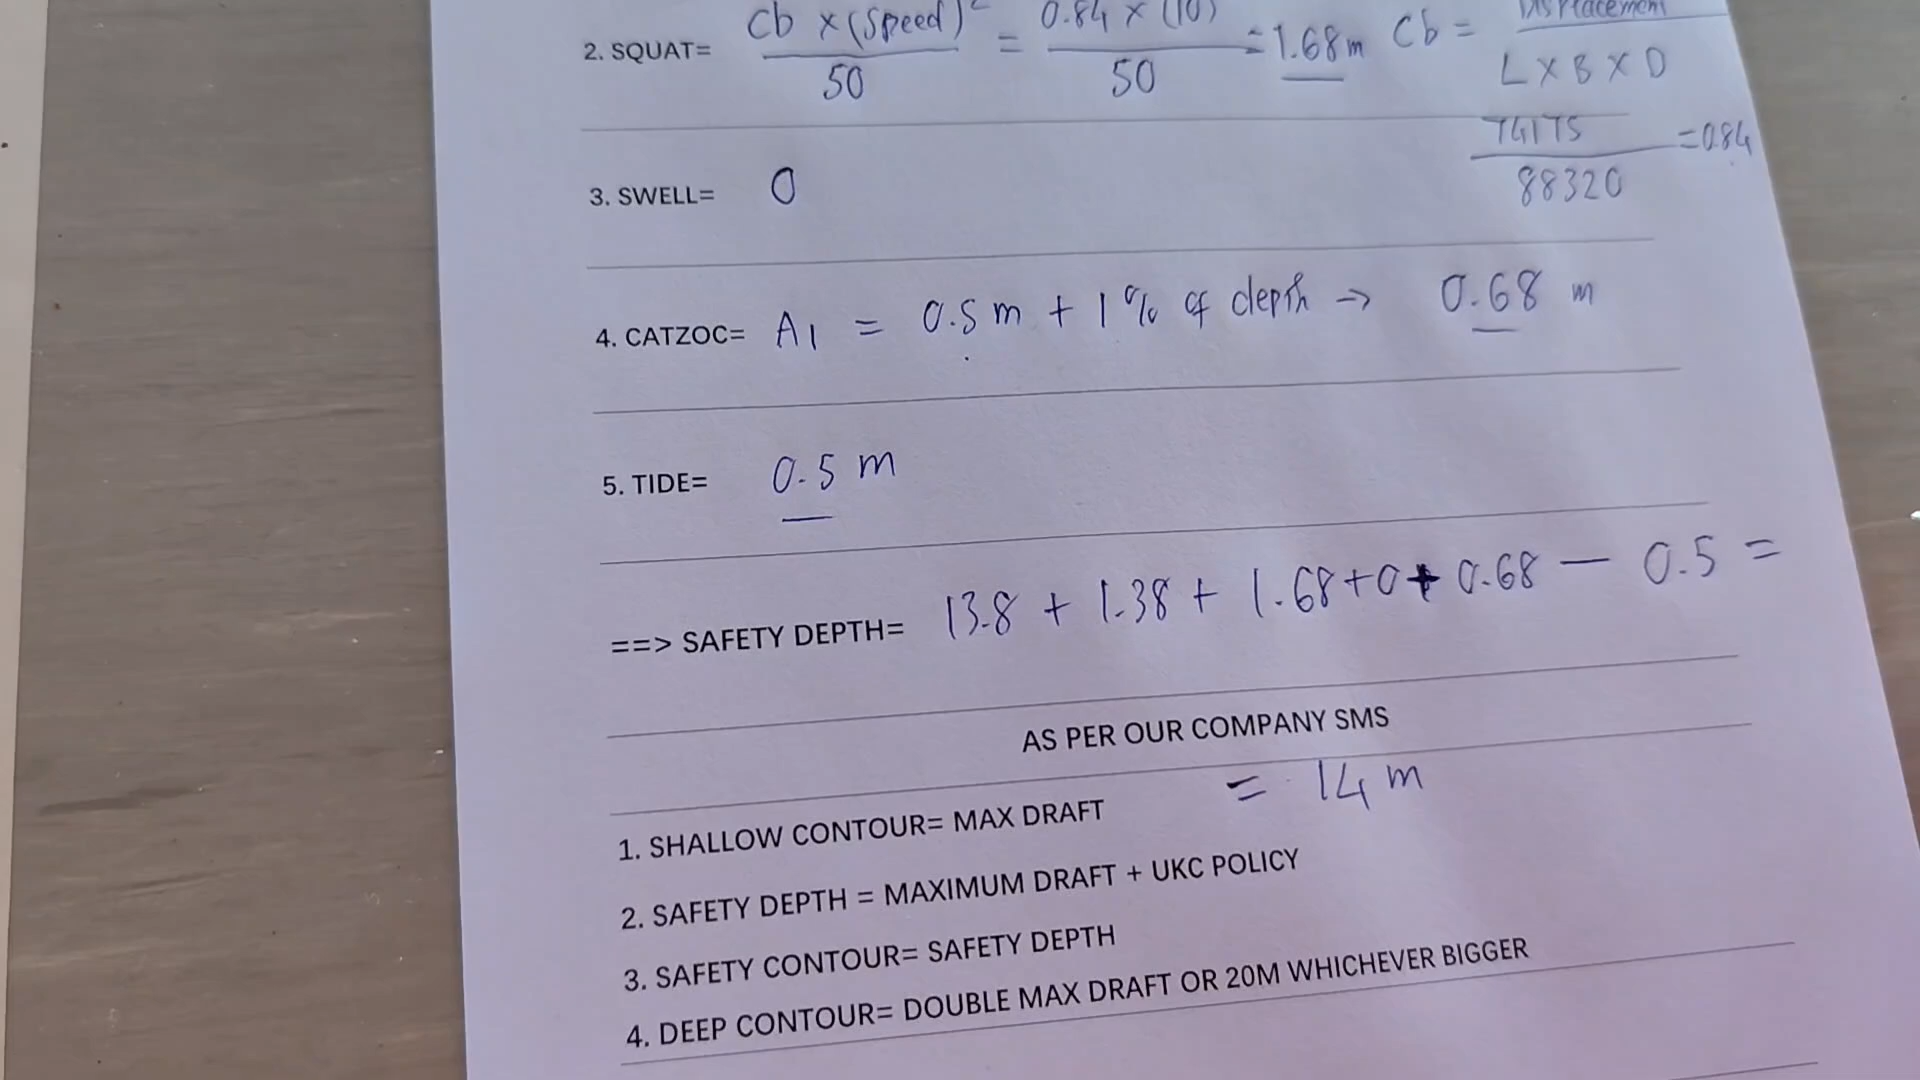 2. SQUAT= Cb × (Speed)² / 50 = 0.84 × (10) / 50 = 1.68m Cb = Displacement / L × B × D
74175 / 88320 = 0.84
3. SWELL= 0
4. CATZOC= A1 = 0.5m + 1% of depth → 0.68 m
5. TIDE= 0.5 m
==> SAFETY DEPTH= 13.8 + 1.38 + 1.68+0+0.68 — 0.5 =
AS PER OUR COMPANY SMS
1. SHALLOW CONTOUR= MAX DRAFT = 14 m
2. SAFETY DEPTH = MAXIMUM DRAFT + UKC POLICY
3. SAFETY CONTOUR= SAFETY DEPTH
4. DEEP CONTOUR= DOUBLE MAX DRAFT OR 20M WHICHEVER BIGGER